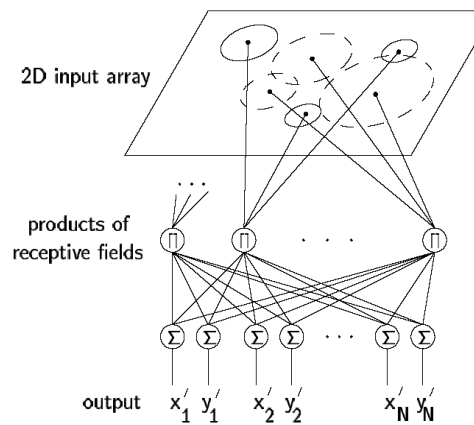 2D input array
. . .
products of
receptive fields
Π Π . . . Π
Σ Σ Σ Σ . . . Σ Σ
output x′1 y′1 x′2 y′2 x′N y′N